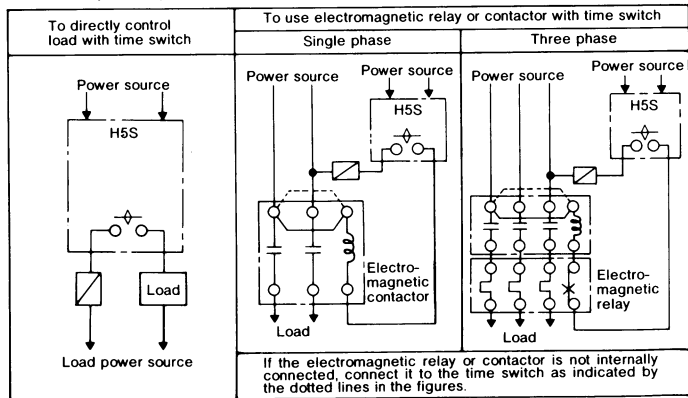 To directly control
load with time switch
To use electromagnetic relay or contactor with time switch
Single phase
Three phase
Power source
H5S
Load
Load power source
Power source
Power source
H5S
Electro-
magnetic
contactor
Load
Power source
Power source
H5S
Electro-
magnetic
relay
Load
If the electromagnetic relay or contactor is not internally
connected, connect it to the time switch as indicated by
the dotted lines in the figures.